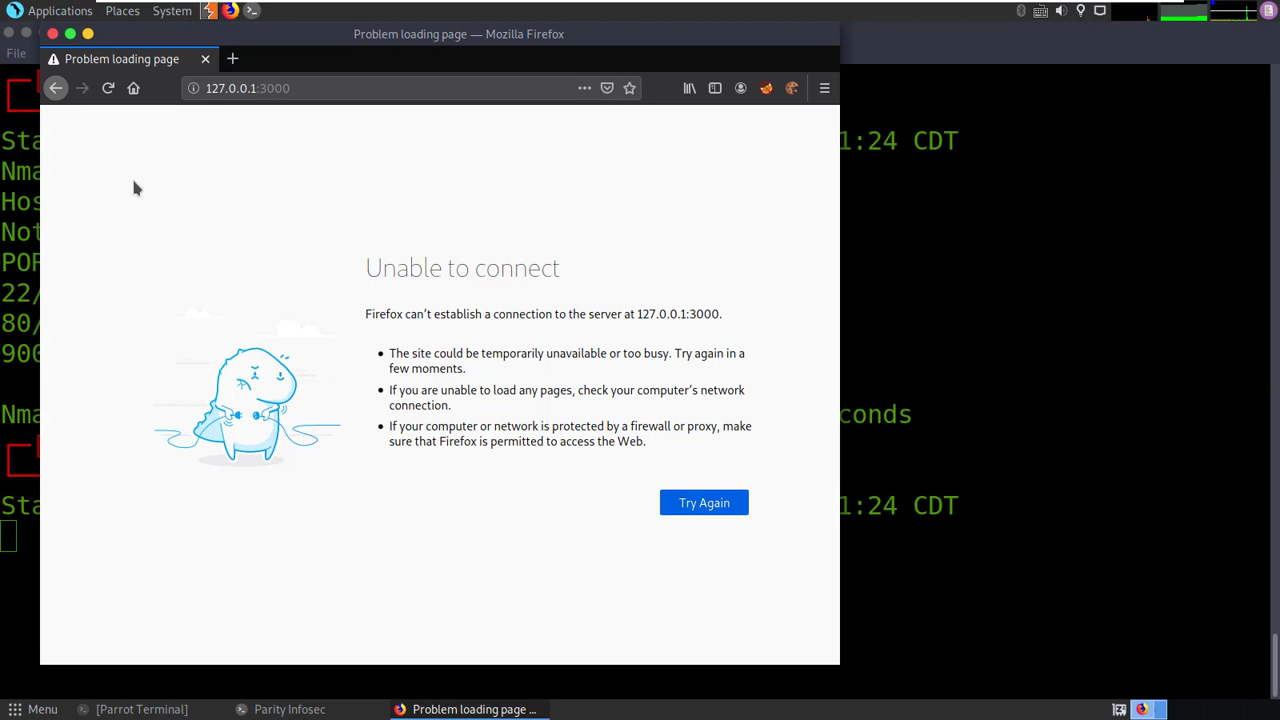 Applications Places System
Problem loading page — Mozilla Firefox
Problem loading page
File
127.0.0.1:3000
1:24 CDT
Nma
Hos
Not
POR
22/
80/
900
Unable to connect
Firefox can’t establish a connection to the server at 127.0.0.1:3000.
• The site could be temporarily unavailable or too busy. Try again in a
few moments.
• If you are unable to load any pages, check your computer’s network
connection.
• If your computer or network is protected by a firewall or proxy, make
sure that Firefox is permitted to access the Web.
Nma
conds
Sta
1:24 CDT
Try Again
Menu [Parrot Terminal] Parity Infosec Problem loading page ...